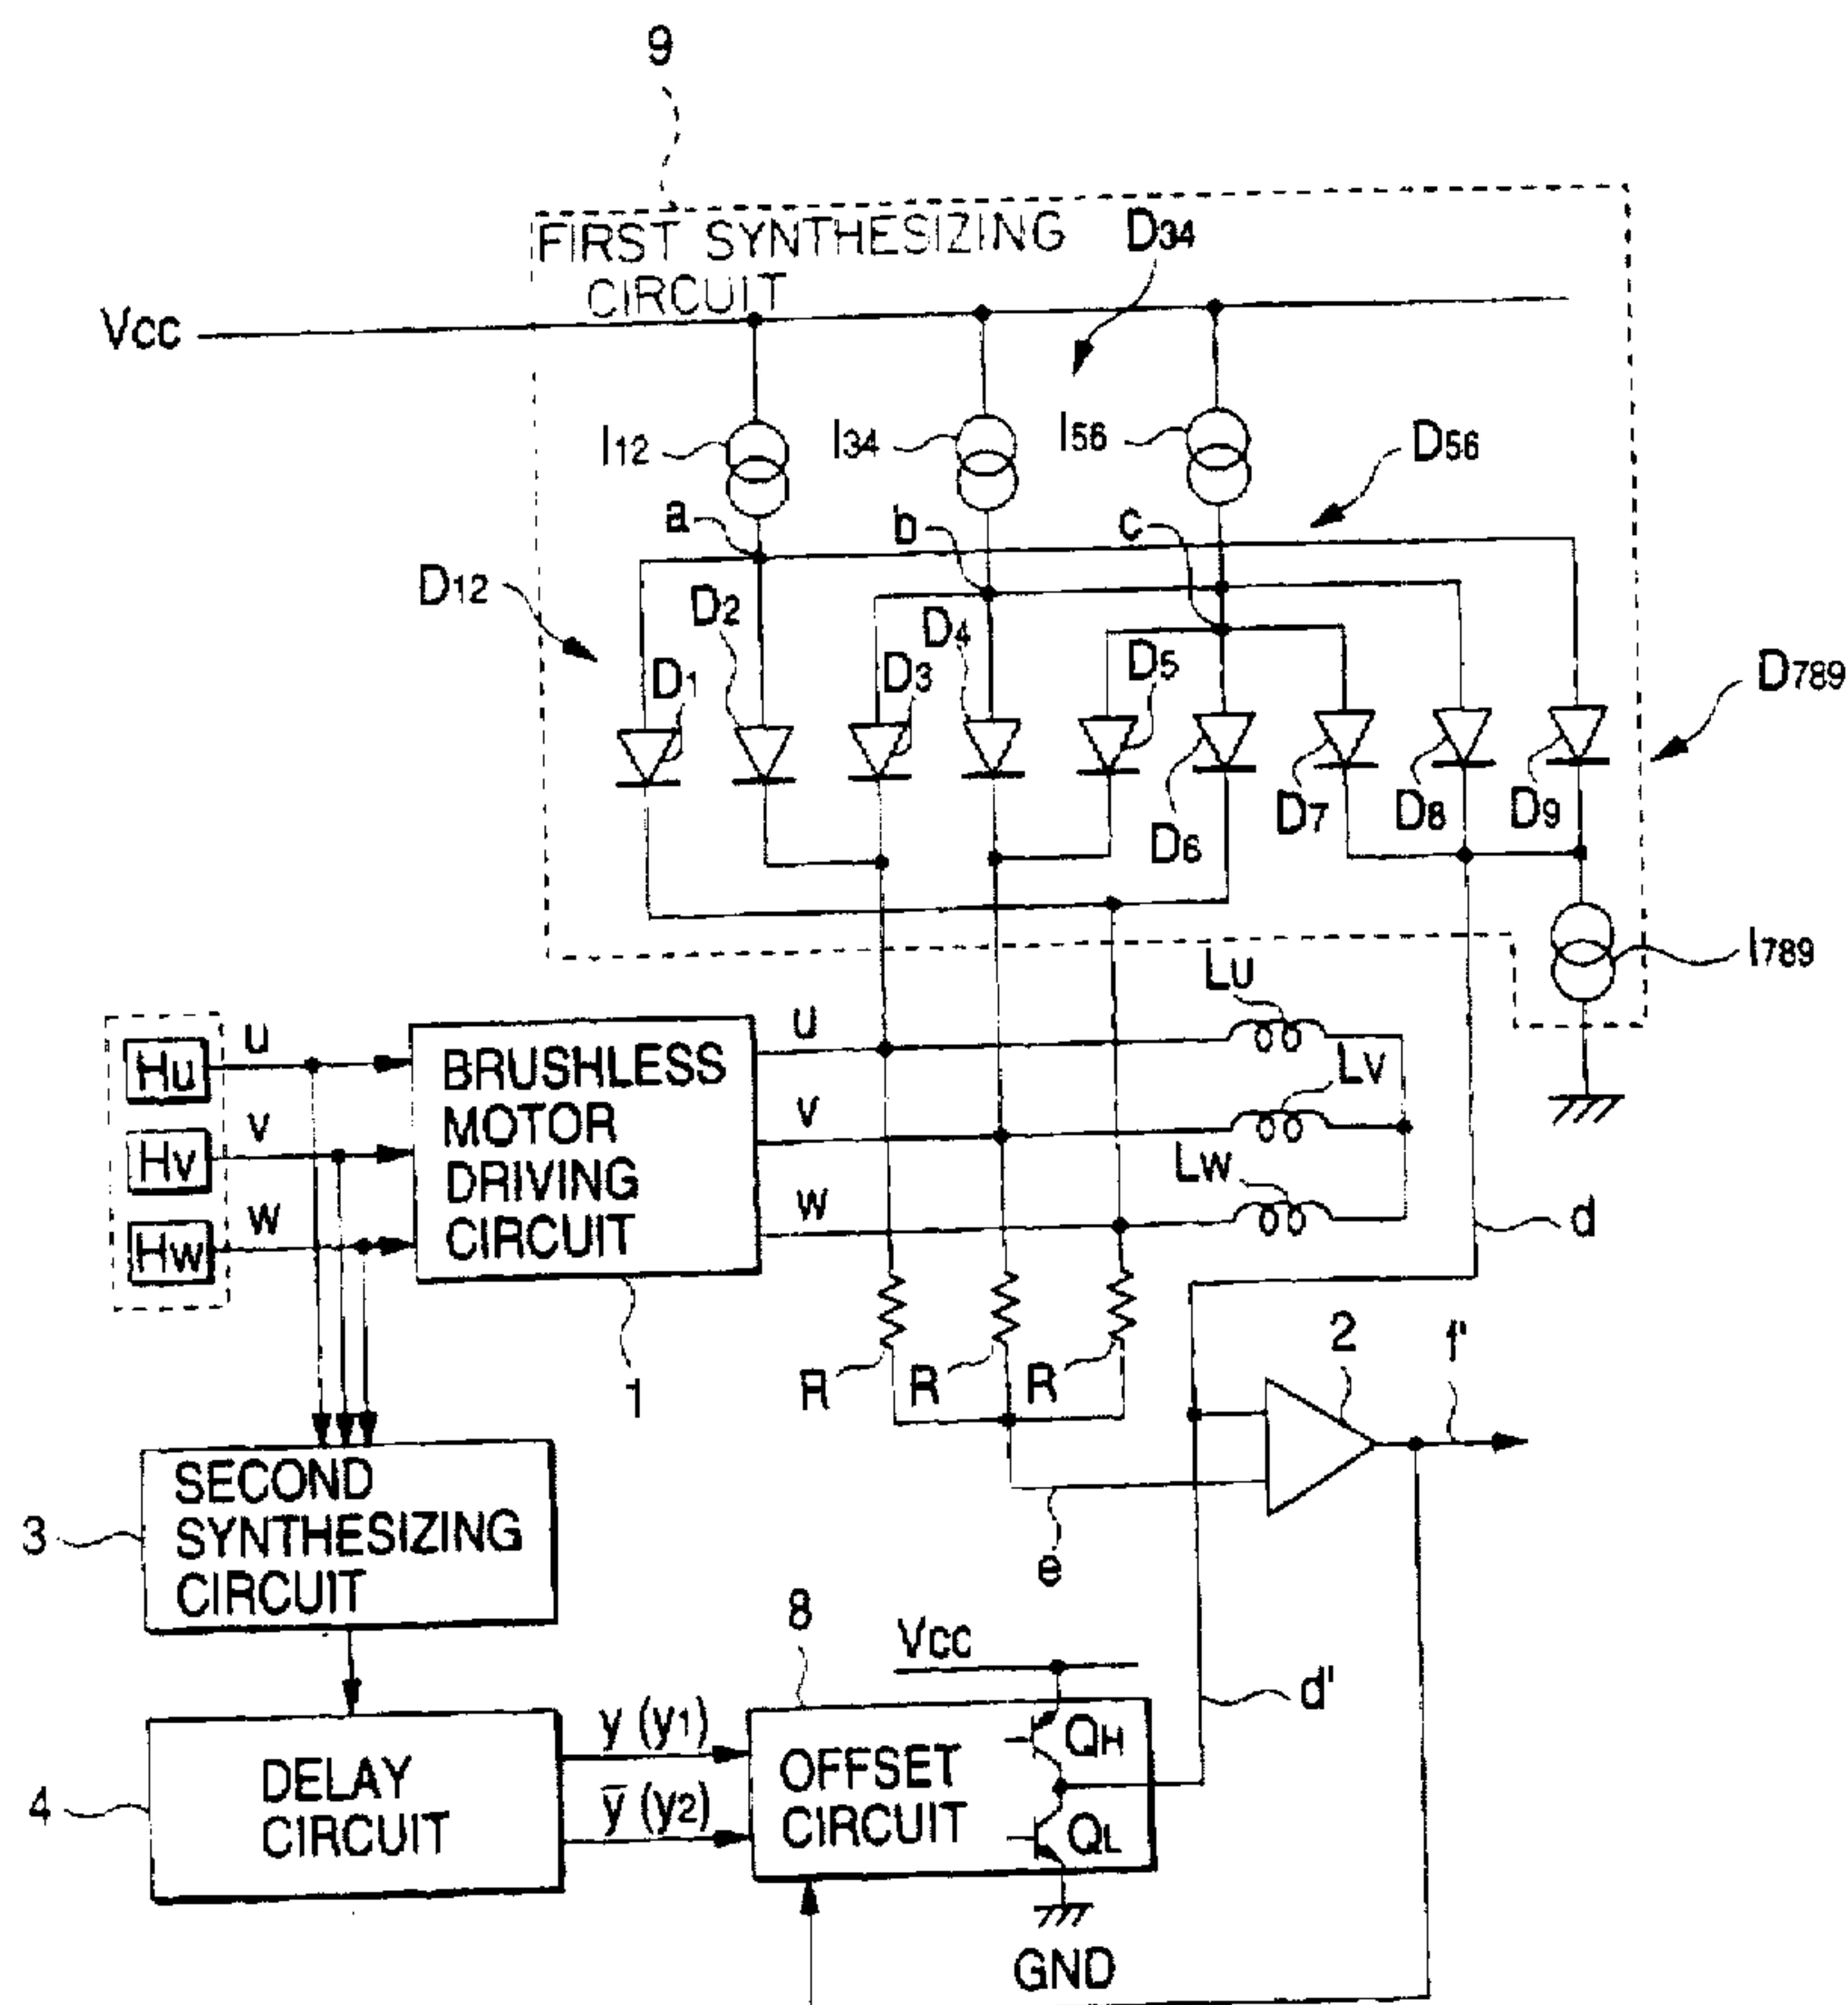 9
FIRST SYNTHESIZING
CIRCUIT
D34
Vcc
I12
I34
I56
D56
a
b
c
D12
D2
D4
D1
D3
D5
D789
D7
D8
D9
D6
I789
Lu
Hu
u
BRUSHLESS
MOTOR
DRIVING
CIRCUIT
u
Lv
Hv
v
v
Lw
Hw
w
w
d
R
R
R
1
2
f'
SECOND
SYNTHESIZING
CIRCUIT
3
e
8
Vcc
d'
DELAY
CIRCUIT
4
y (y1)
ȳ (y2)
OFFSET
CIRCUIT
QH
QL
GND